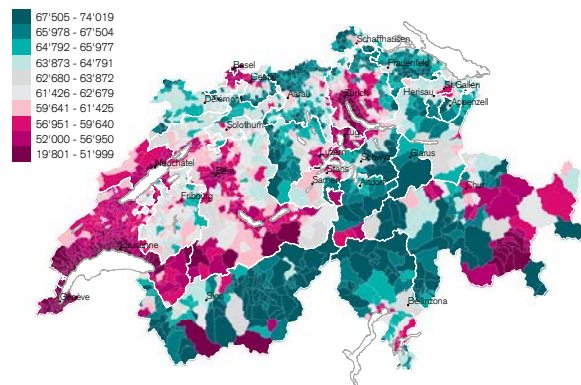 67'505 - 74'019
65'978 - 67'504
64'792 - 65'977
63'873 - 64'791
62'680 - 63'872
61'426 - 62'679
59'641 - 61'425
56'951 - 59'640
52'000 - 56'950
19'801 - 51'999
Schaffhausen
Basel
Frauenfeld
Liestal
St.Gallen
Delémont
Aarau
Zürich
Herisau
Appenzell
Solothurn
Zug
Neuchâtel
Luzern
Schwyz
Glarus
Bern
Stans
Sarnen
Altdorf
Chur
Fribourg
Lausanne
Genève
Sion
Bellinzona